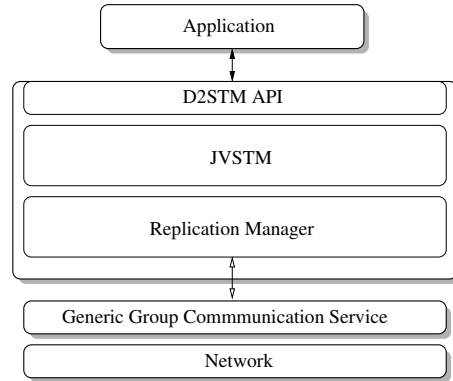 Application
D2STM API
JVSTM
Replication Manager
Generic Group Commmunication Service
Network